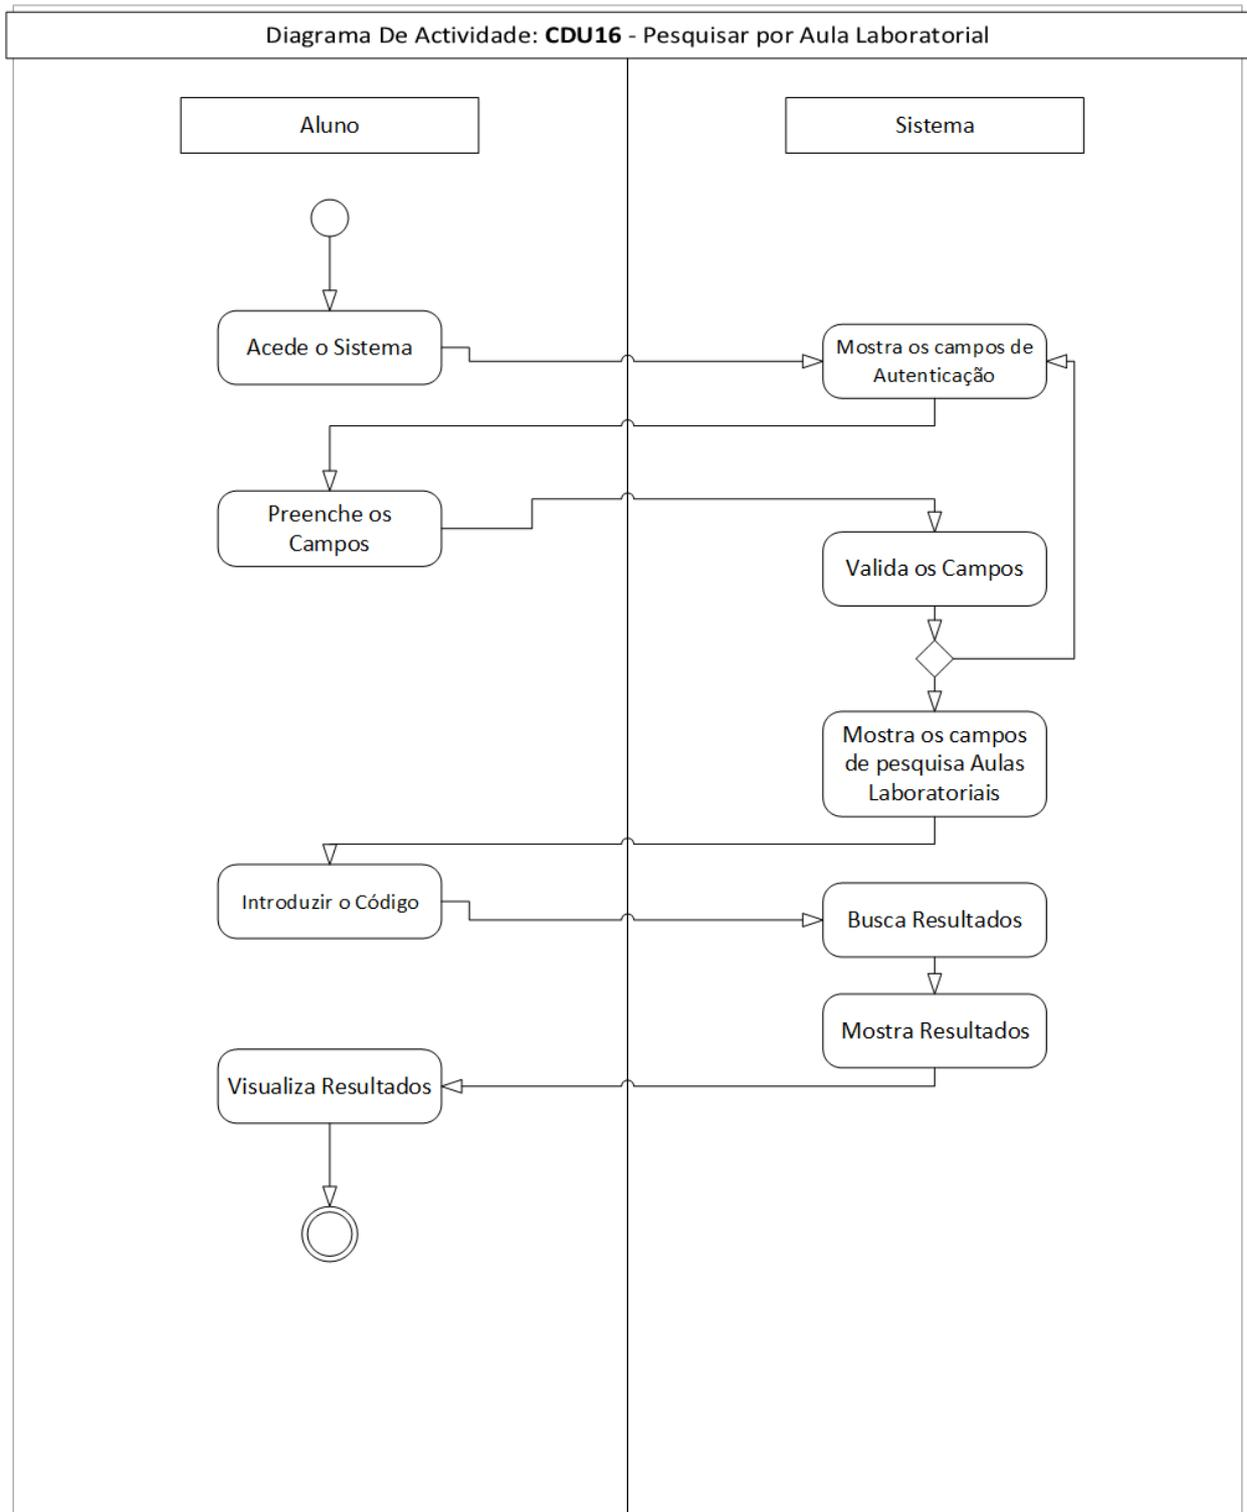 Diagrama De Actividade: CDU16 - Pesquisar por Aula Laboratorial
Aluno
Sistema
Acede o Sistema
Mostra os campos de
Autenticação
Preenche os
Campos
Valida os Campos
Mostra os campos
de pesquisa Aulas
Laboratoriais
Introduzir o Código
Busca Resultados
Mostra Resultados
Visualiza Resultados